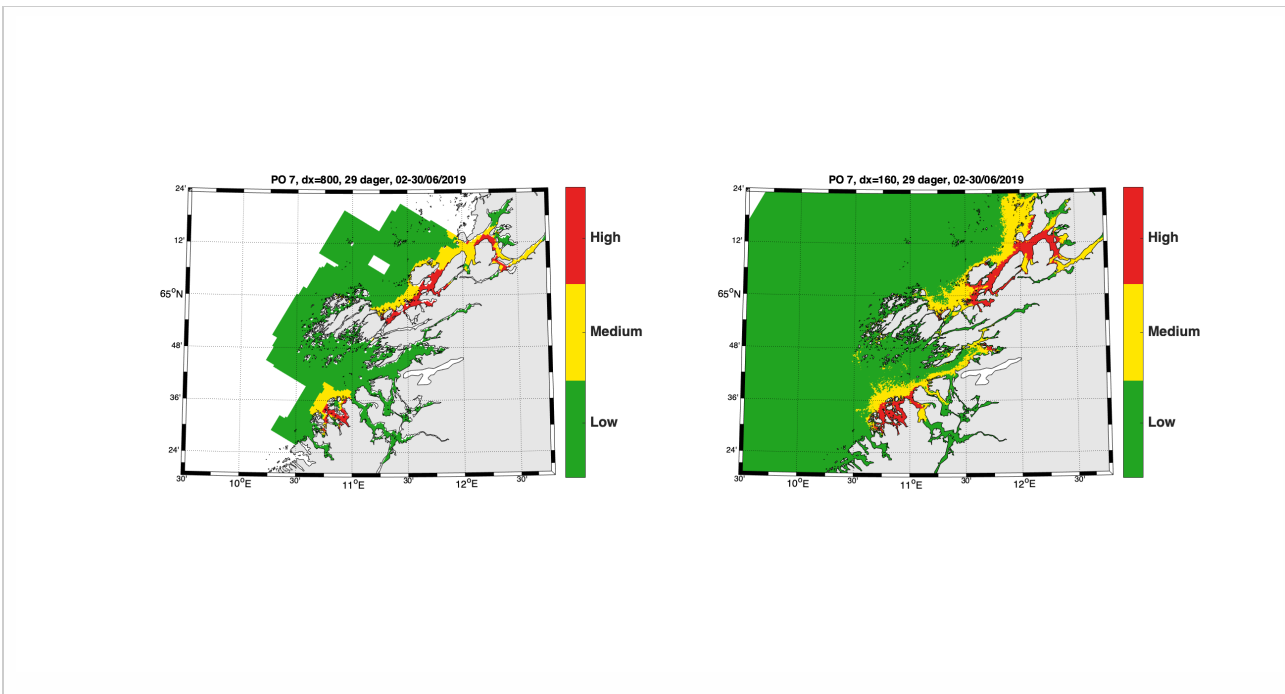 PO 7, dx=800, 29 dager, 02-30/06/2019
24'
12'
65°N
48'
36'
24'
30'
10°E
30'
11°E
30'
12°E
30'
High
Medium
Low
PO 7, dx=160, 29 dager, 02-30/06/2019
24'
12'
65°N
48'
36'
24'
30'
10°E
30'
11°E
30'
12°E
30'
High
Medium
Low